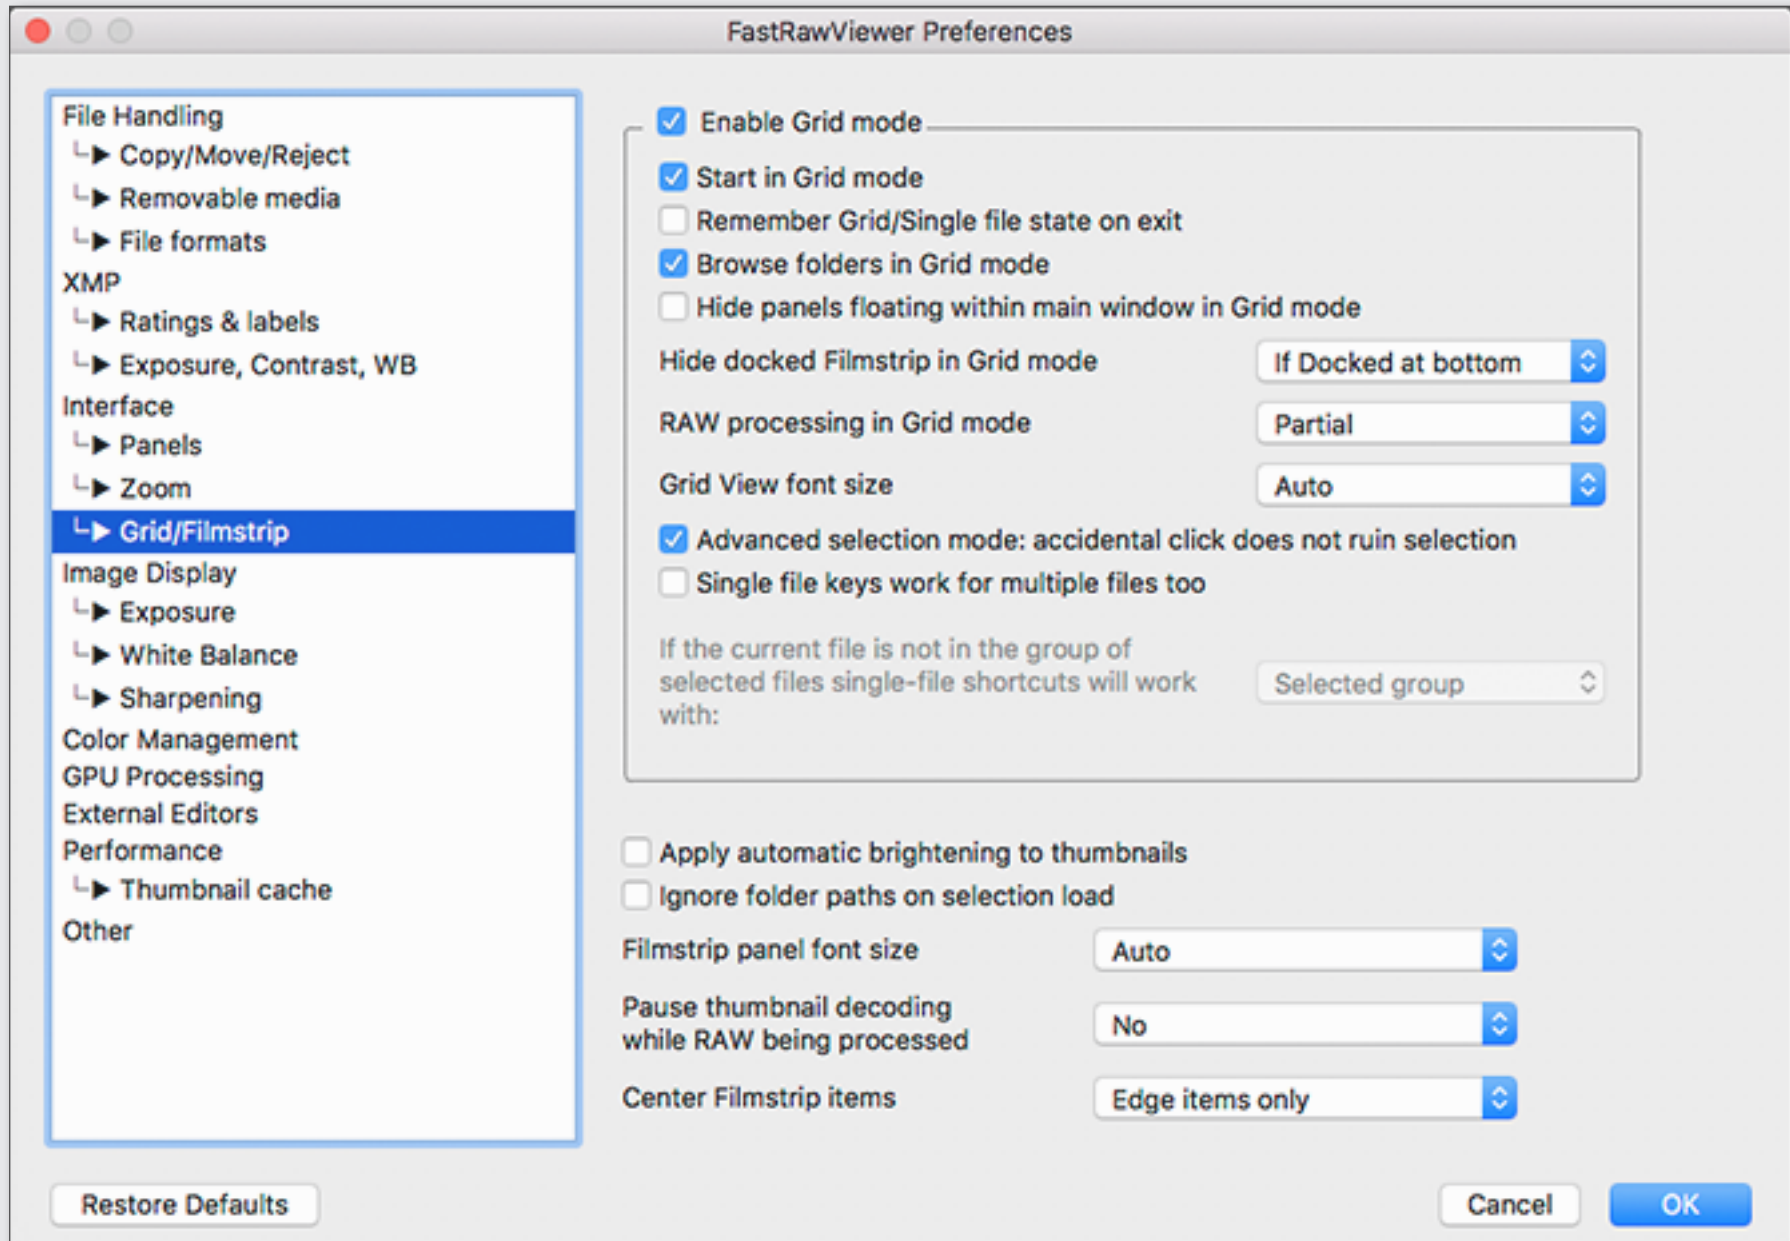 FastRawViewer Preferences
File Handling
Copy/Move/Reject
Removable media
File formats
XMP
Ratings & labels
Exposure, Contrast, WB
Interface
Panels
Zoom
Grid/Filmstrip
Image Display
Exposure
White Balance
Sharpening
Color Management
GPU Processing
External Editors
Performance
Thumbnail cache
Other
Enable Grid mode
Start in Grid mode
Remember Grid/Single file state on exit
Browse folders in Grid mode
Hide panels floating within main window in Grid mode
Hide docked Filmstrip in Grid mode If Docked at bottom
RAW processing in Grid mode Partial
Grid View font size Auto
Advanced selection mode: accidental click does not ruin selection
Single file keys work for multiple files too
If the current file is not in the group of
selected files single-file shortcuts will work Selected group
with:
Apply automatic brightening to thumbnails
Ignore folder paths on selection load
Filmstrip panel font size Auto
Pause thumbnail decoding
while RAW being processed No
Center Filmstrip items Edge items only
Restore Defaults Cancel OK